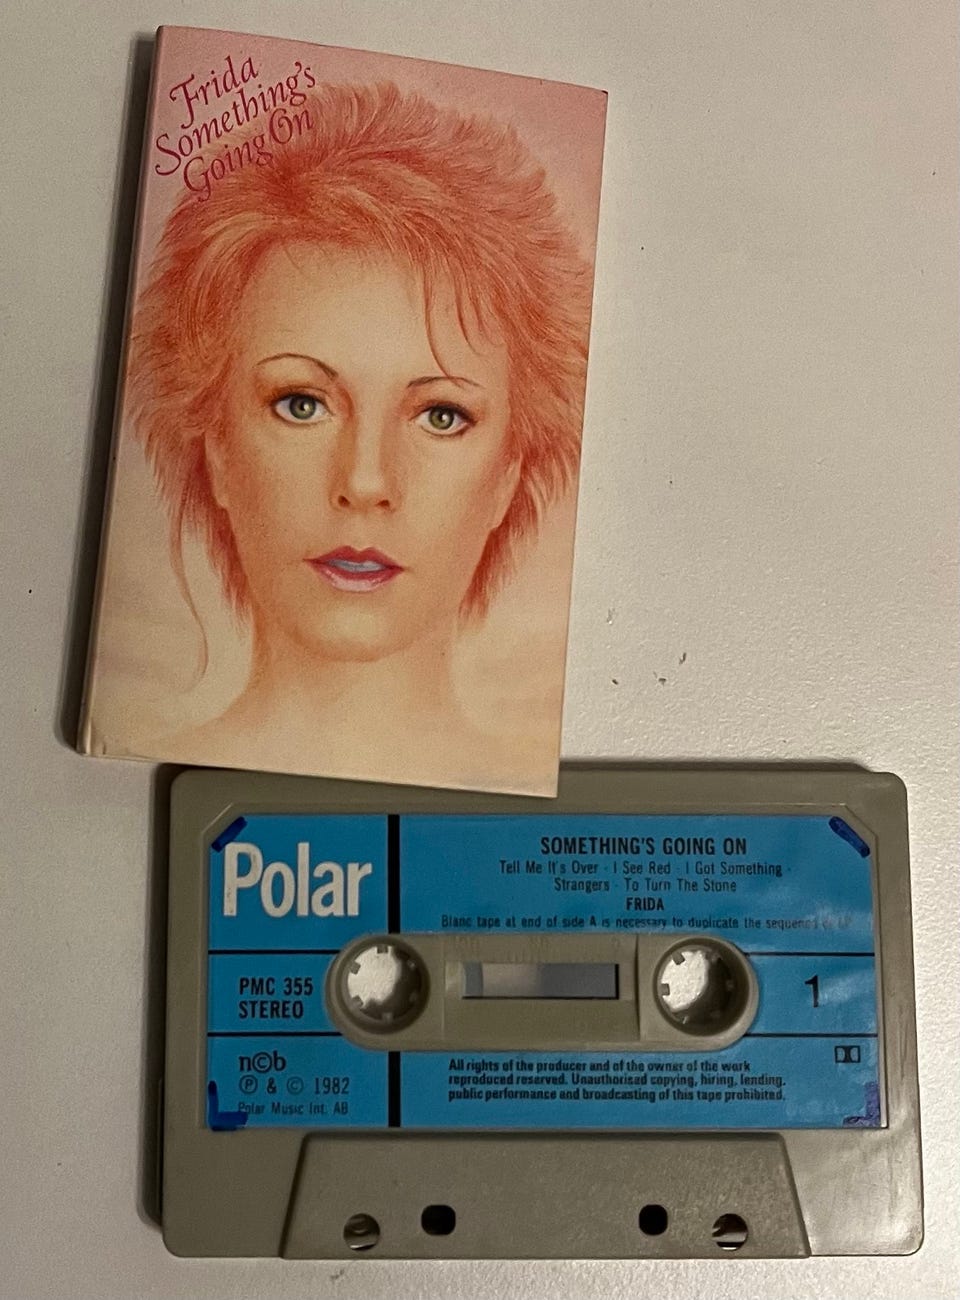 Frida
Something's
Going On
Polar
SOMETHING'S GOING ON
Tell Me It's Over · I See Red · I Got Something ·
Strangers · To Turn The Stone
FRIDA
Blanc tape at end of side A is necessary to duplicate the sequence of LP
PMC 355
STEREO
1
n©b
℗ & © 1982
Polar Music Int. AB
All rights of the producer and of the owner of the work
reproduced reserved. Unauthorised copying, hiring, lending,
public performance and broadcasting of this tape prohibited.